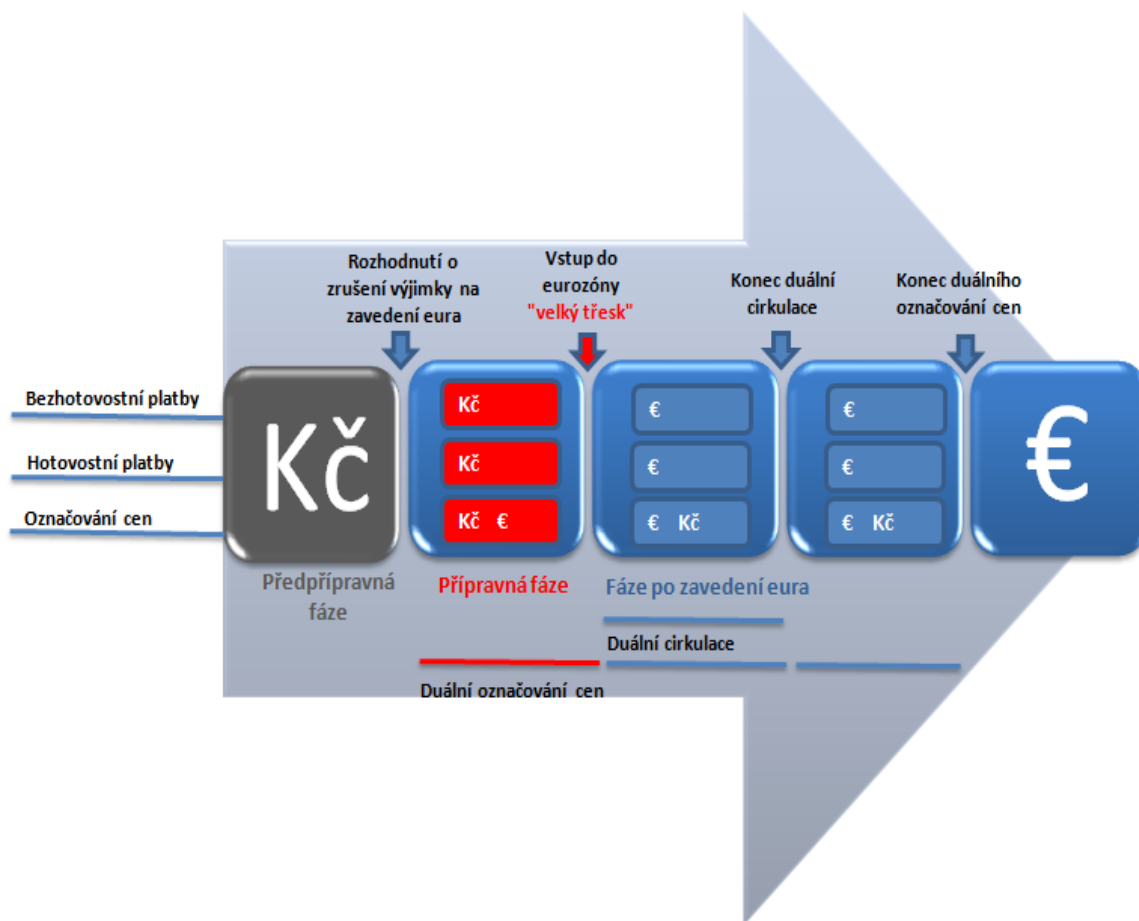 Rozhodnutí o
zrušení výjimky na
zavedení eura
Vstup do
eurozóny
"velký třesk"
Konec duální
cirkulace
Konec duálního
označování cen
Bezhotovostní platby
Hotovostní platby
Označování cen
Kč
Kč
Kč
Kč €
€
€
€ Kč
€
€
€ Kč
€
Předpřípravná
fáze
Přípravná fáze
Fáze po zavedení eura
Duální cirkulace
Duální označování cen